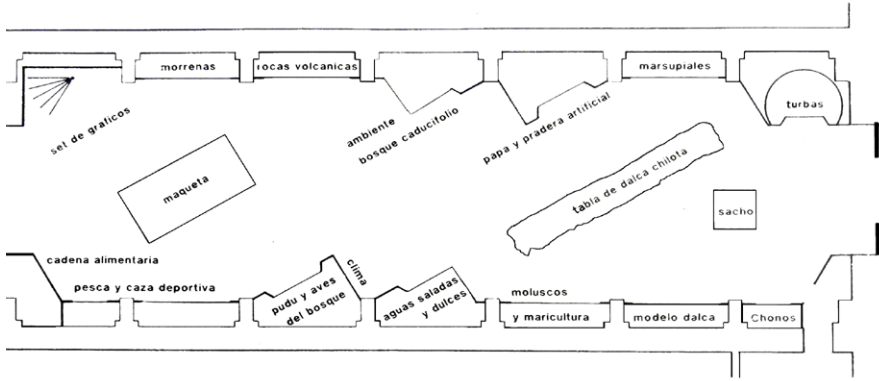 morrenas
rocas volcanicas
marsupiales
turbas
set de graficos
ambiente
bosque caducifolio
papa y pradera artificial
maqueta
tabla de dalca chilota
sacho
cadena alimentaria
pesca y caza deportiva
clima
pudu y aves
del bosque
aguas saladas
y dulces
moluscos
y maricultura
modelo dalca
Chonos